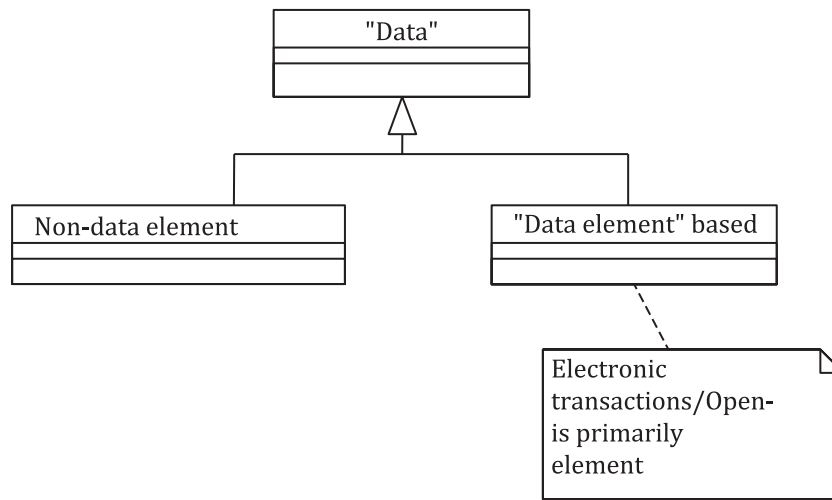 "Data"
Non-data element
"Data element" based
Electronic
transactions/Open-
is primarily
element